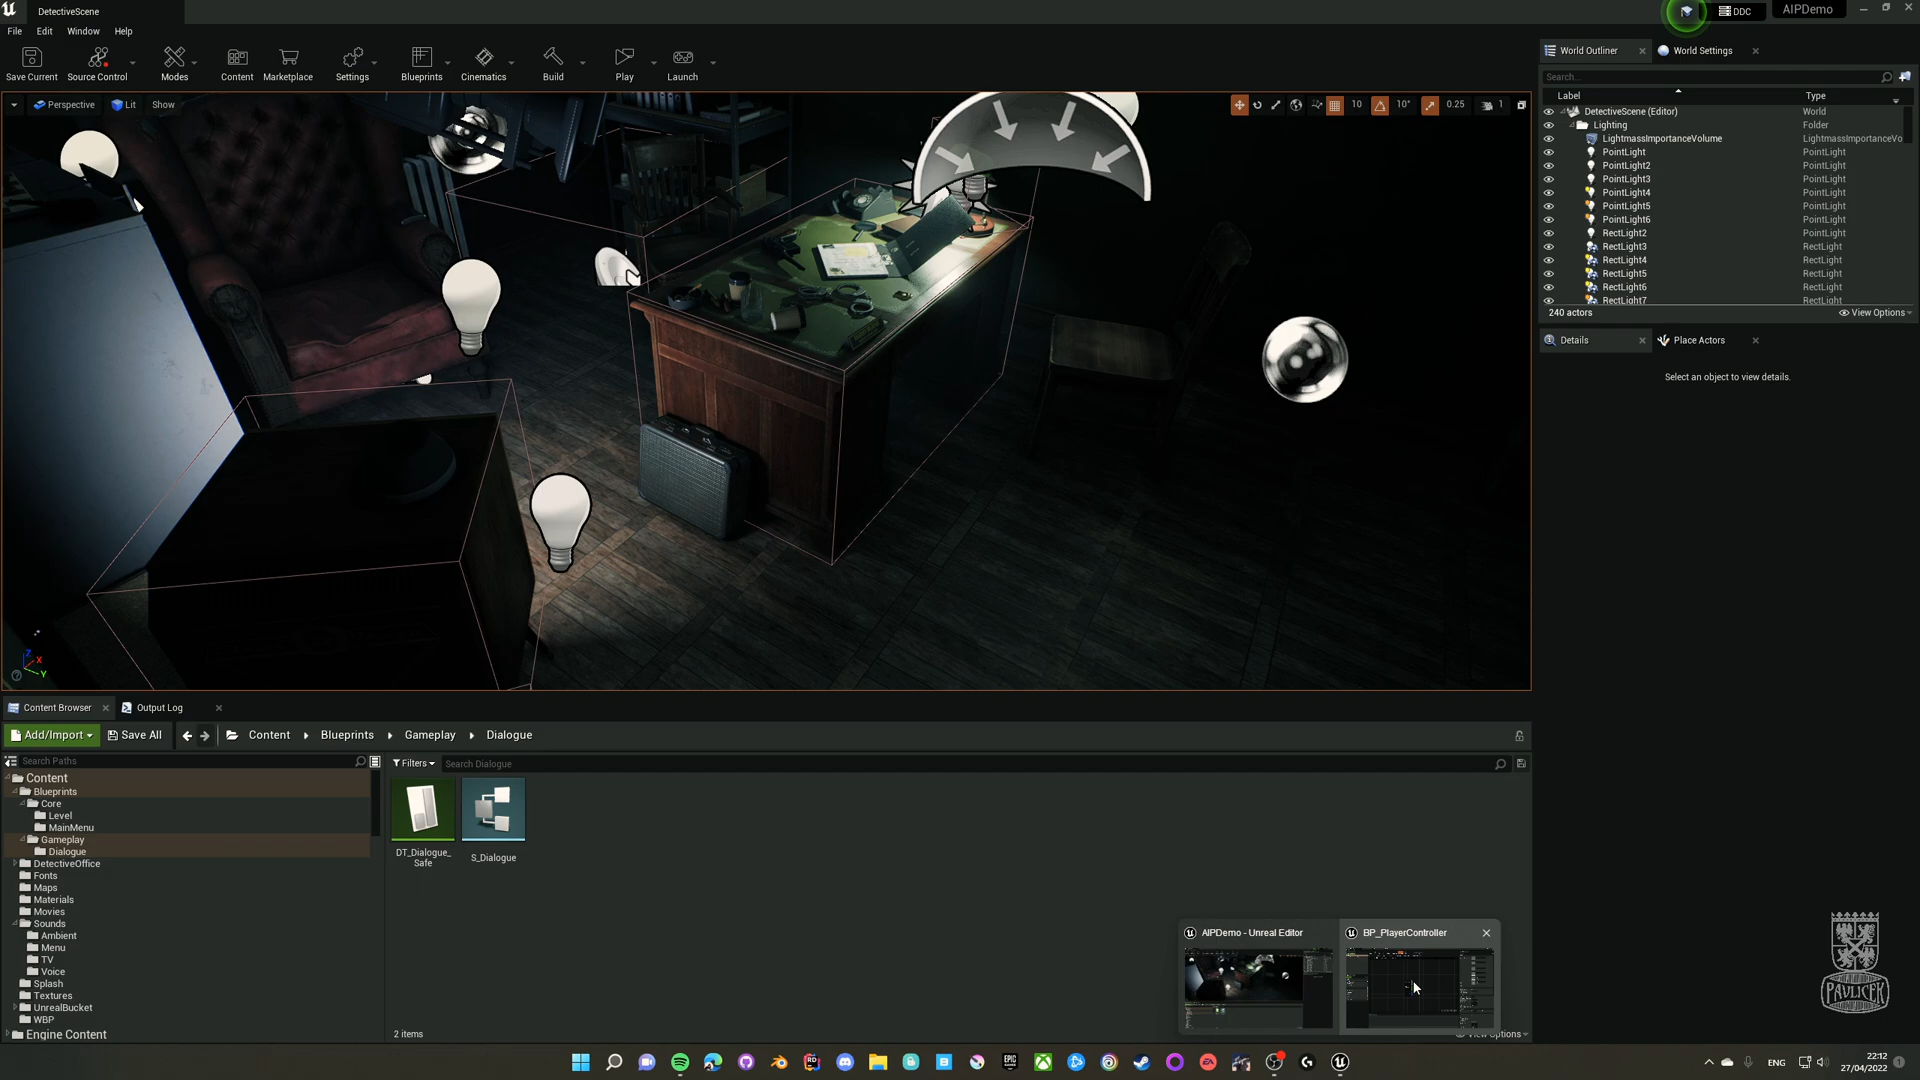 DetectiveScene
DDC
AIPDemo
File Edit Window Help
Save Current Source Control Modes Content Marketplace Settings Blueprints Cinematics Build Play Launch
Perspective Lit Show
10 10° 0.25 1
World Outliner World Settings
Search...
Label Type
DetectiveScene (Editor) World
Lighting Folder
LightmassImportanceVolume LightmassImportanceVo
PointLight PointLight
PointLight2 PointLight
PointLight3 PointLight
PointLight4 PointLight
PointLight5 PointLight
PointLight6 PointLight
RectLight2 PointLight
RectLight3 RectLight
RectLight4 RectLight
RectLight5 RectLight
RectLight6 RectLight
RectLight7 RectLight
240 actors View Options
Details Place Actors
Select an object to view details.
Z X Y
Content Browser Output Log
Add/Import Save All Content Blueprints Gameplay Dialogue
Search Paths
Filters Search Dialogue
Content
Blueprints
Core
Level
MainMenu
Gameplay
Dialogue
DetectiveOffice
Fonts
Maps
Materials
Movies
Sounds
Ambient
Menu
TV
Voice
Splash
Textures
UnrealBucket
WBP
Engine Content
DT_Dialogue_
Safe
S_Dialogue
2 items
View Options
AIPDemo - Unreal Editor
BP_PlayerController
PAVLICEK
ENG
22:12
27/04/2022